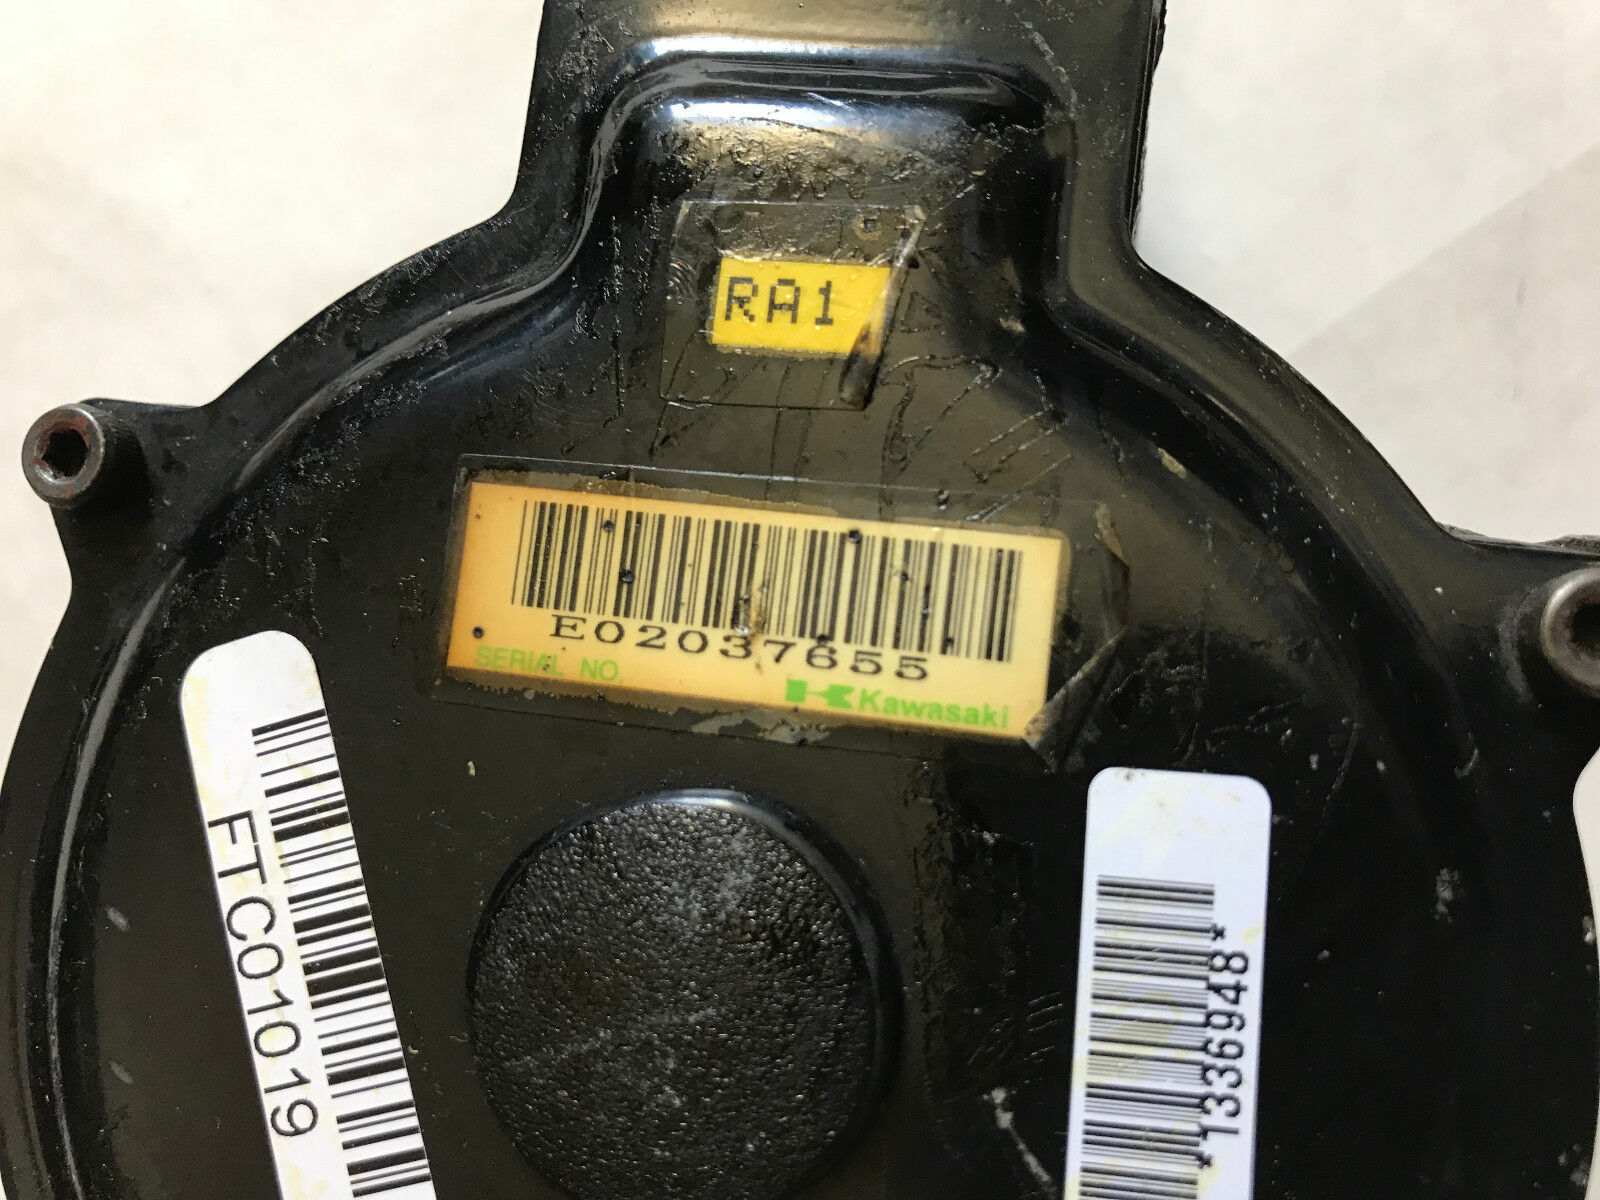 RA1
E02037655
SERIAL NO.
Kawasaki
FTC01019
*1336948*